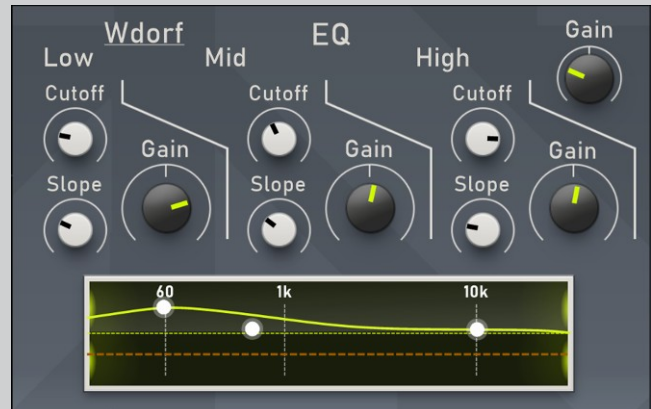 Wdorf EQ Gain
Low Mid High
Cutoff Cutoff Cutoff
Gain Gain Gain
Slope Slope Slope
60 1k 10k